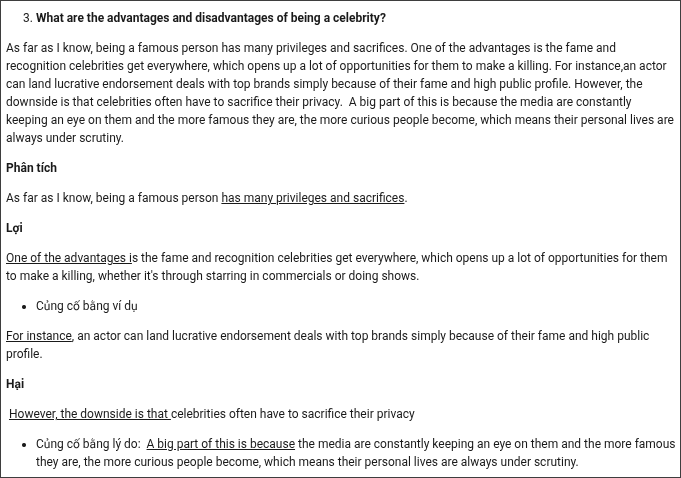 3. What are the advantages and disadvantages of being a celebrity?
As far as I know, being a famous person has many privileges and sacrifices. One of the advantages is the fame and
recognition celebrities get everywhere, which opens up a lot of opportunities for them to make a killing. For instance,an actor
can land lucrative endorsement deals with top brands simply because of their fame and high public profile. However, the
downside is that celebrities often have to sacrifice their privacy. A big part of this is because the media are constantly
keeping an eye on them and the more famous they are, the more curious people become, which means their personal lives are
always under scrutiny.
Phân tích
As far as I know, being a famous person has many privileges and sacrifices.
Lợi
One of the advantages is the fame and recognition celebrities get everywhere, which opens up a lot of opportunities for them
to make a killing, whether it's through starring in commercials or doing shows.
• Củng cố bằng ví dụ
For instance, an actor can land lucrative endorsement deals with top brands simply because of their fame and high public
profile.
Hại
However, the downside is that celebrities often have to sacrifice their privacy
• Củng cố bằng lý do: A big part of this is because the media are constantly keeping an eye on them and the more famous
they are, the more curious people become, which means their personal lives are always under scrutiny.